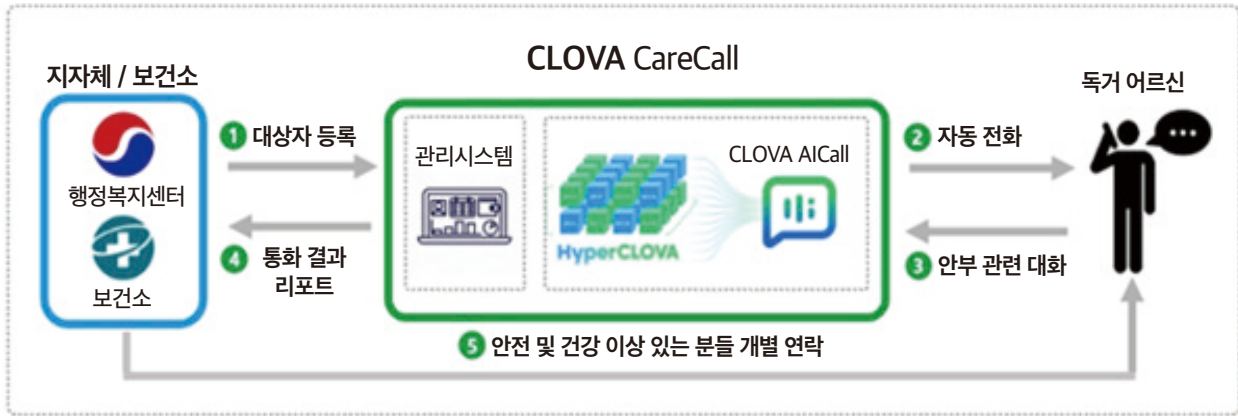 CLOVA CareCall
지자체 / 보건소
행정복지센터
보건소
1 대상자 등록
4 통화 결과
리포트
관리시스템
HyperCLOVA
CLOVA AICall
독거 어르신
2 자동 전화
3 안부 관련 대화
5 안전 및 건강 이상 있는 분들 개별 연락